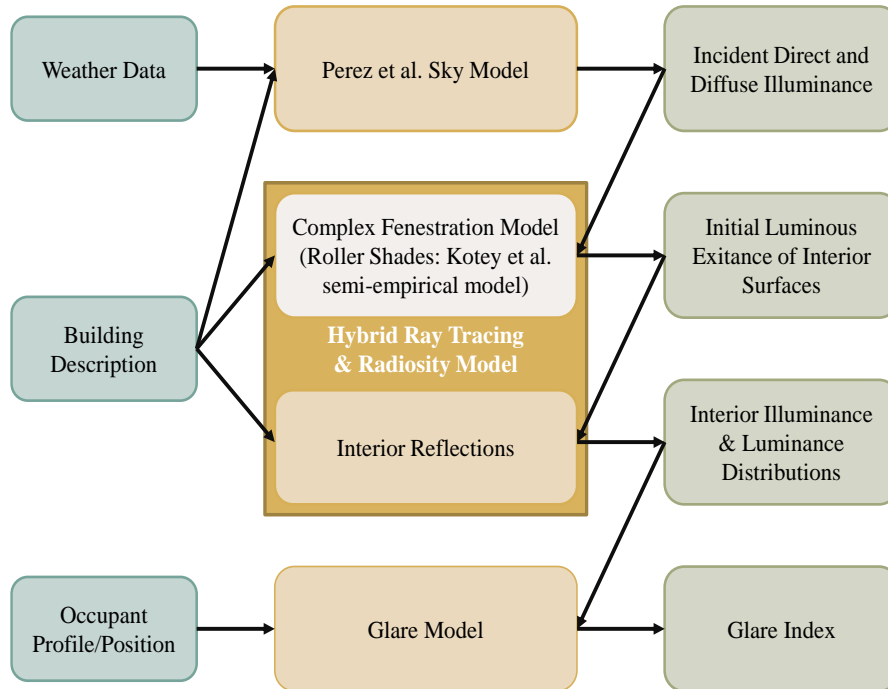 Weather Data
Perez et al. Sky Model
Incident Direct and
Diffuse Illuminance
Complex Fenestration Model
(Roller Shades: Kotey et al.
semi-empirical model)
Initial Luminous
Exitance of Interior
Surfaces
Building
Description
Hybrid Ray Tracing
& Radiosity Model
Interior Reflections
Interior Illuminance
& Luminance
Distributions
Occupant
Profile/Position
Glare Model
Glare Index